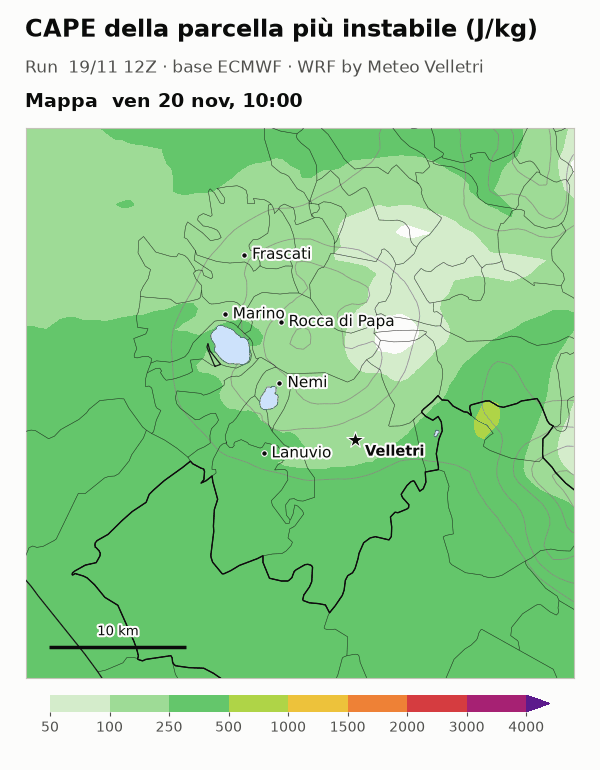 CAPE della parcella più instabile (J/kg)
Run  19/11 12Z · base ECMWF · WRF by Meteo Velletri
Mappa  ven 20 nov, 10:00
Frascati
Marino
Rocca di Papa
Nemi
Velletri
Lanuvio
10 km
50 100 250 500 1000 1500 2000 3000 4000